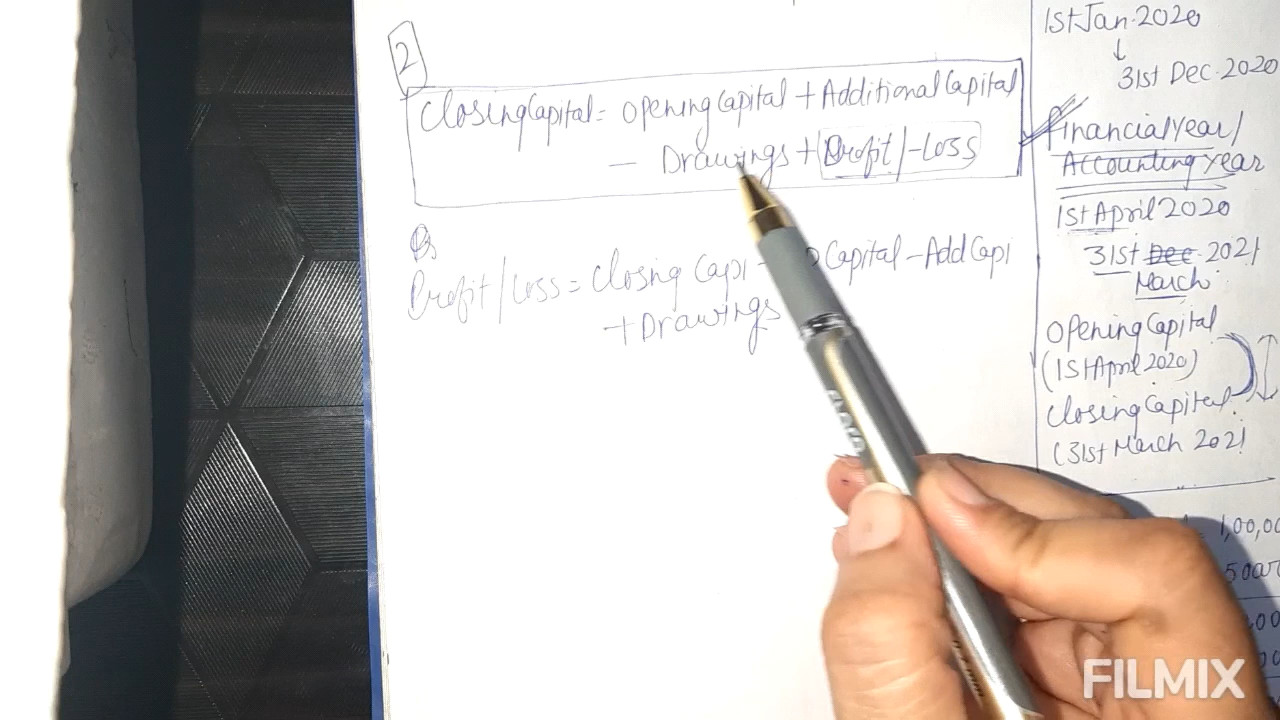 2
Closing Capital = Opening Capital + Additional Capital
- Drawings + Profit / - Loss
Profit / Loss = Closing Capi - Capital - Add Capi
+ Drawings
1st Jan. 2020
↓
31st Dec. 2020
Financial Year /
Accounting Year
1st April 2020
31st Dec 2021
March
Opening Capital
(1st April 2020)
Closing Capital
(31st March 2021
1,00,00
FILMIX